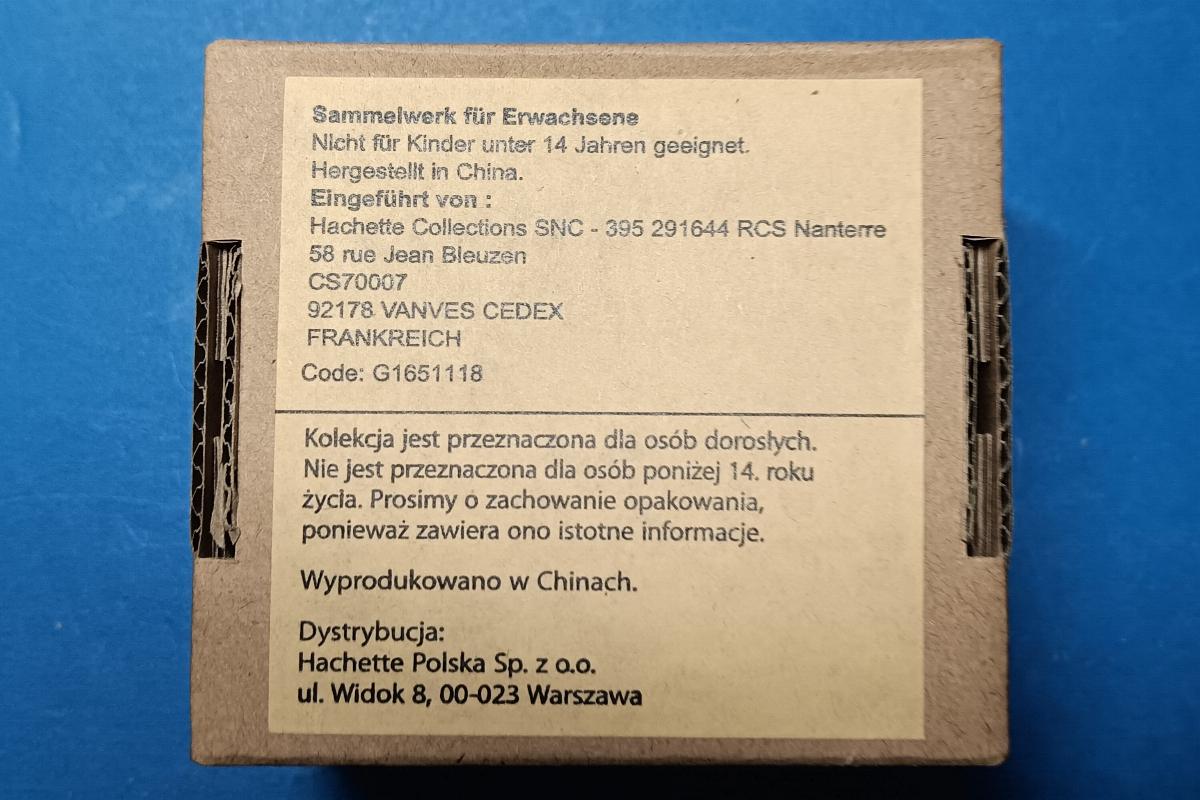 Sammelwerk für Erwachsene
Nicht für Kinder unter 14 Jahren geeignet.
Hergestellt in China.
Eingeführt von :
Hachette Collections SNC - 395 291644 RCS Nanterre
58 rue Jean Bleuzen
CS70007
92178 VANVES CEDEX
FRANKREICH
Code: G1651118
Kolekcja jest przeznaczona dla osób dorosłych.
Nie jest przeznaczona dla osób poniżej 14. roku
życia. Prosimy o zachowanie opakowania,
ponieważ zawiera ono istotne informacje.
Wyprodukowano w Chinach.
Dystrybucja:
Hachette Polska Sp. z o.o.
ul. Widok 8, 00-023 Warszawa